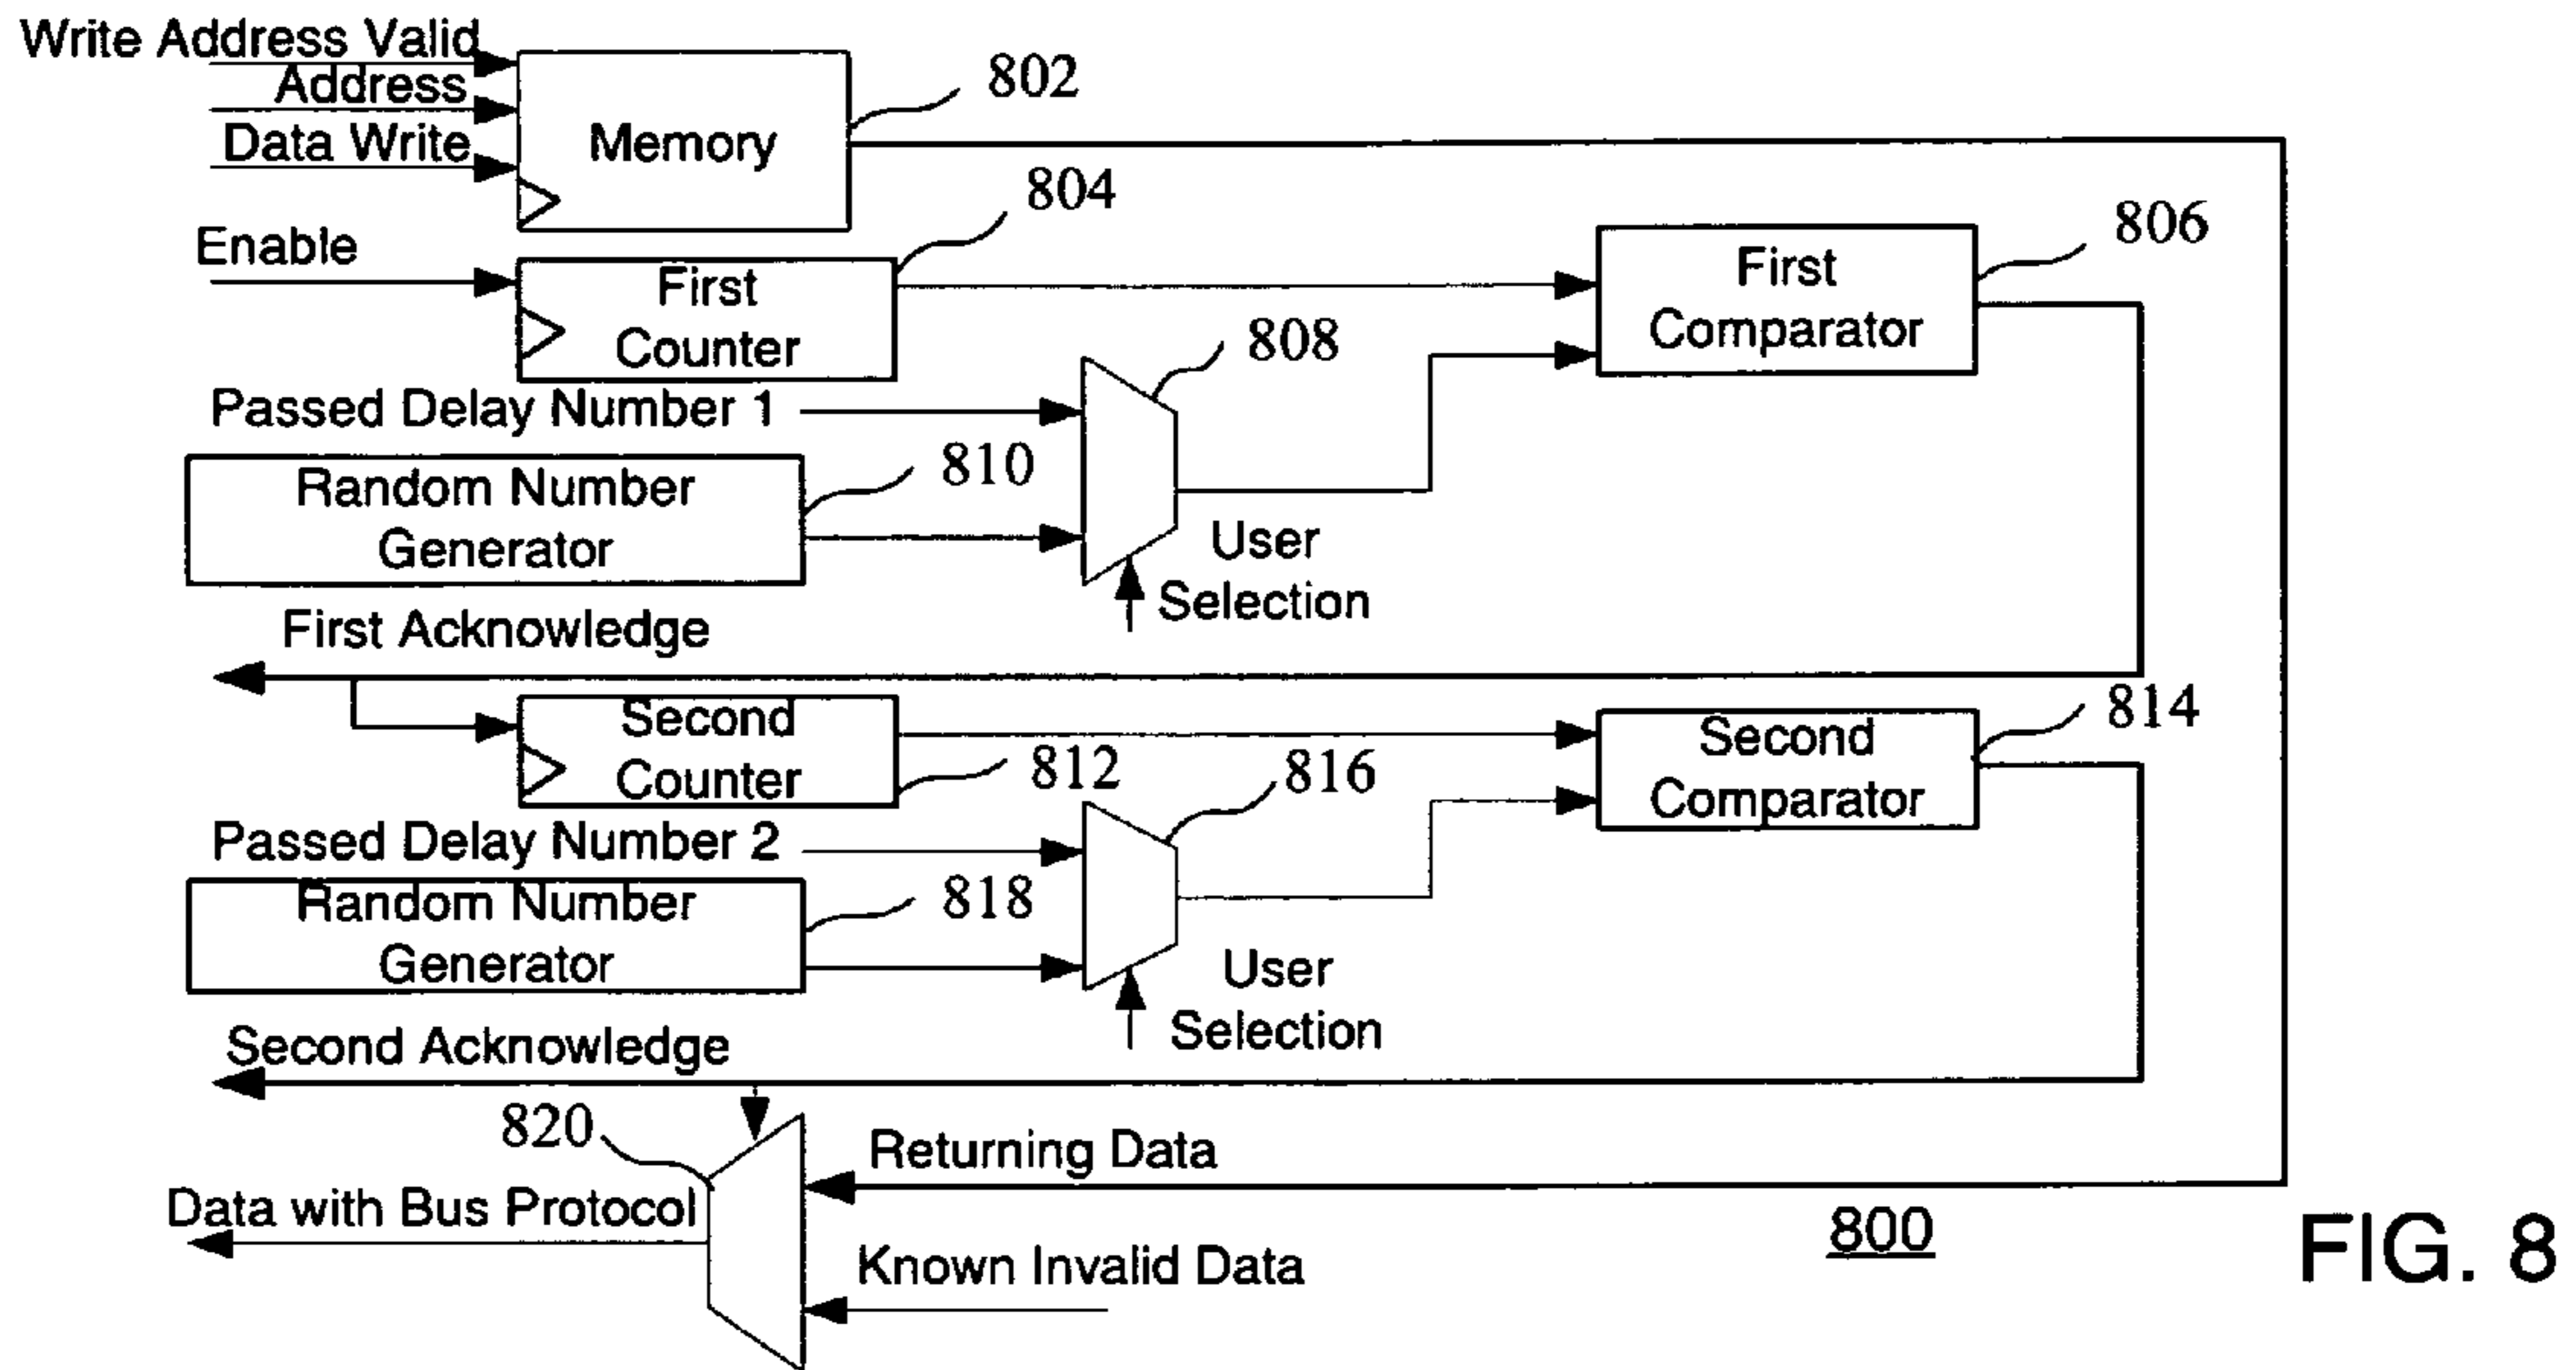 Write Address Valid
Address
Data Write
Memory
802
804
Enable
First
Counter
First
Comparator
806
808
Passed Delay Number 1
Random Number
Generator
810
User
Selection
First Acknowledge
Second
Counter
812
816
Second
Comparator
814
Passed Delay Number 2
Random Number
Generator
818
User
Selection
Second Acknowledge
820
Returning Data
Data with Bus Protocol
Known Invalid Data
800
FIG. 8